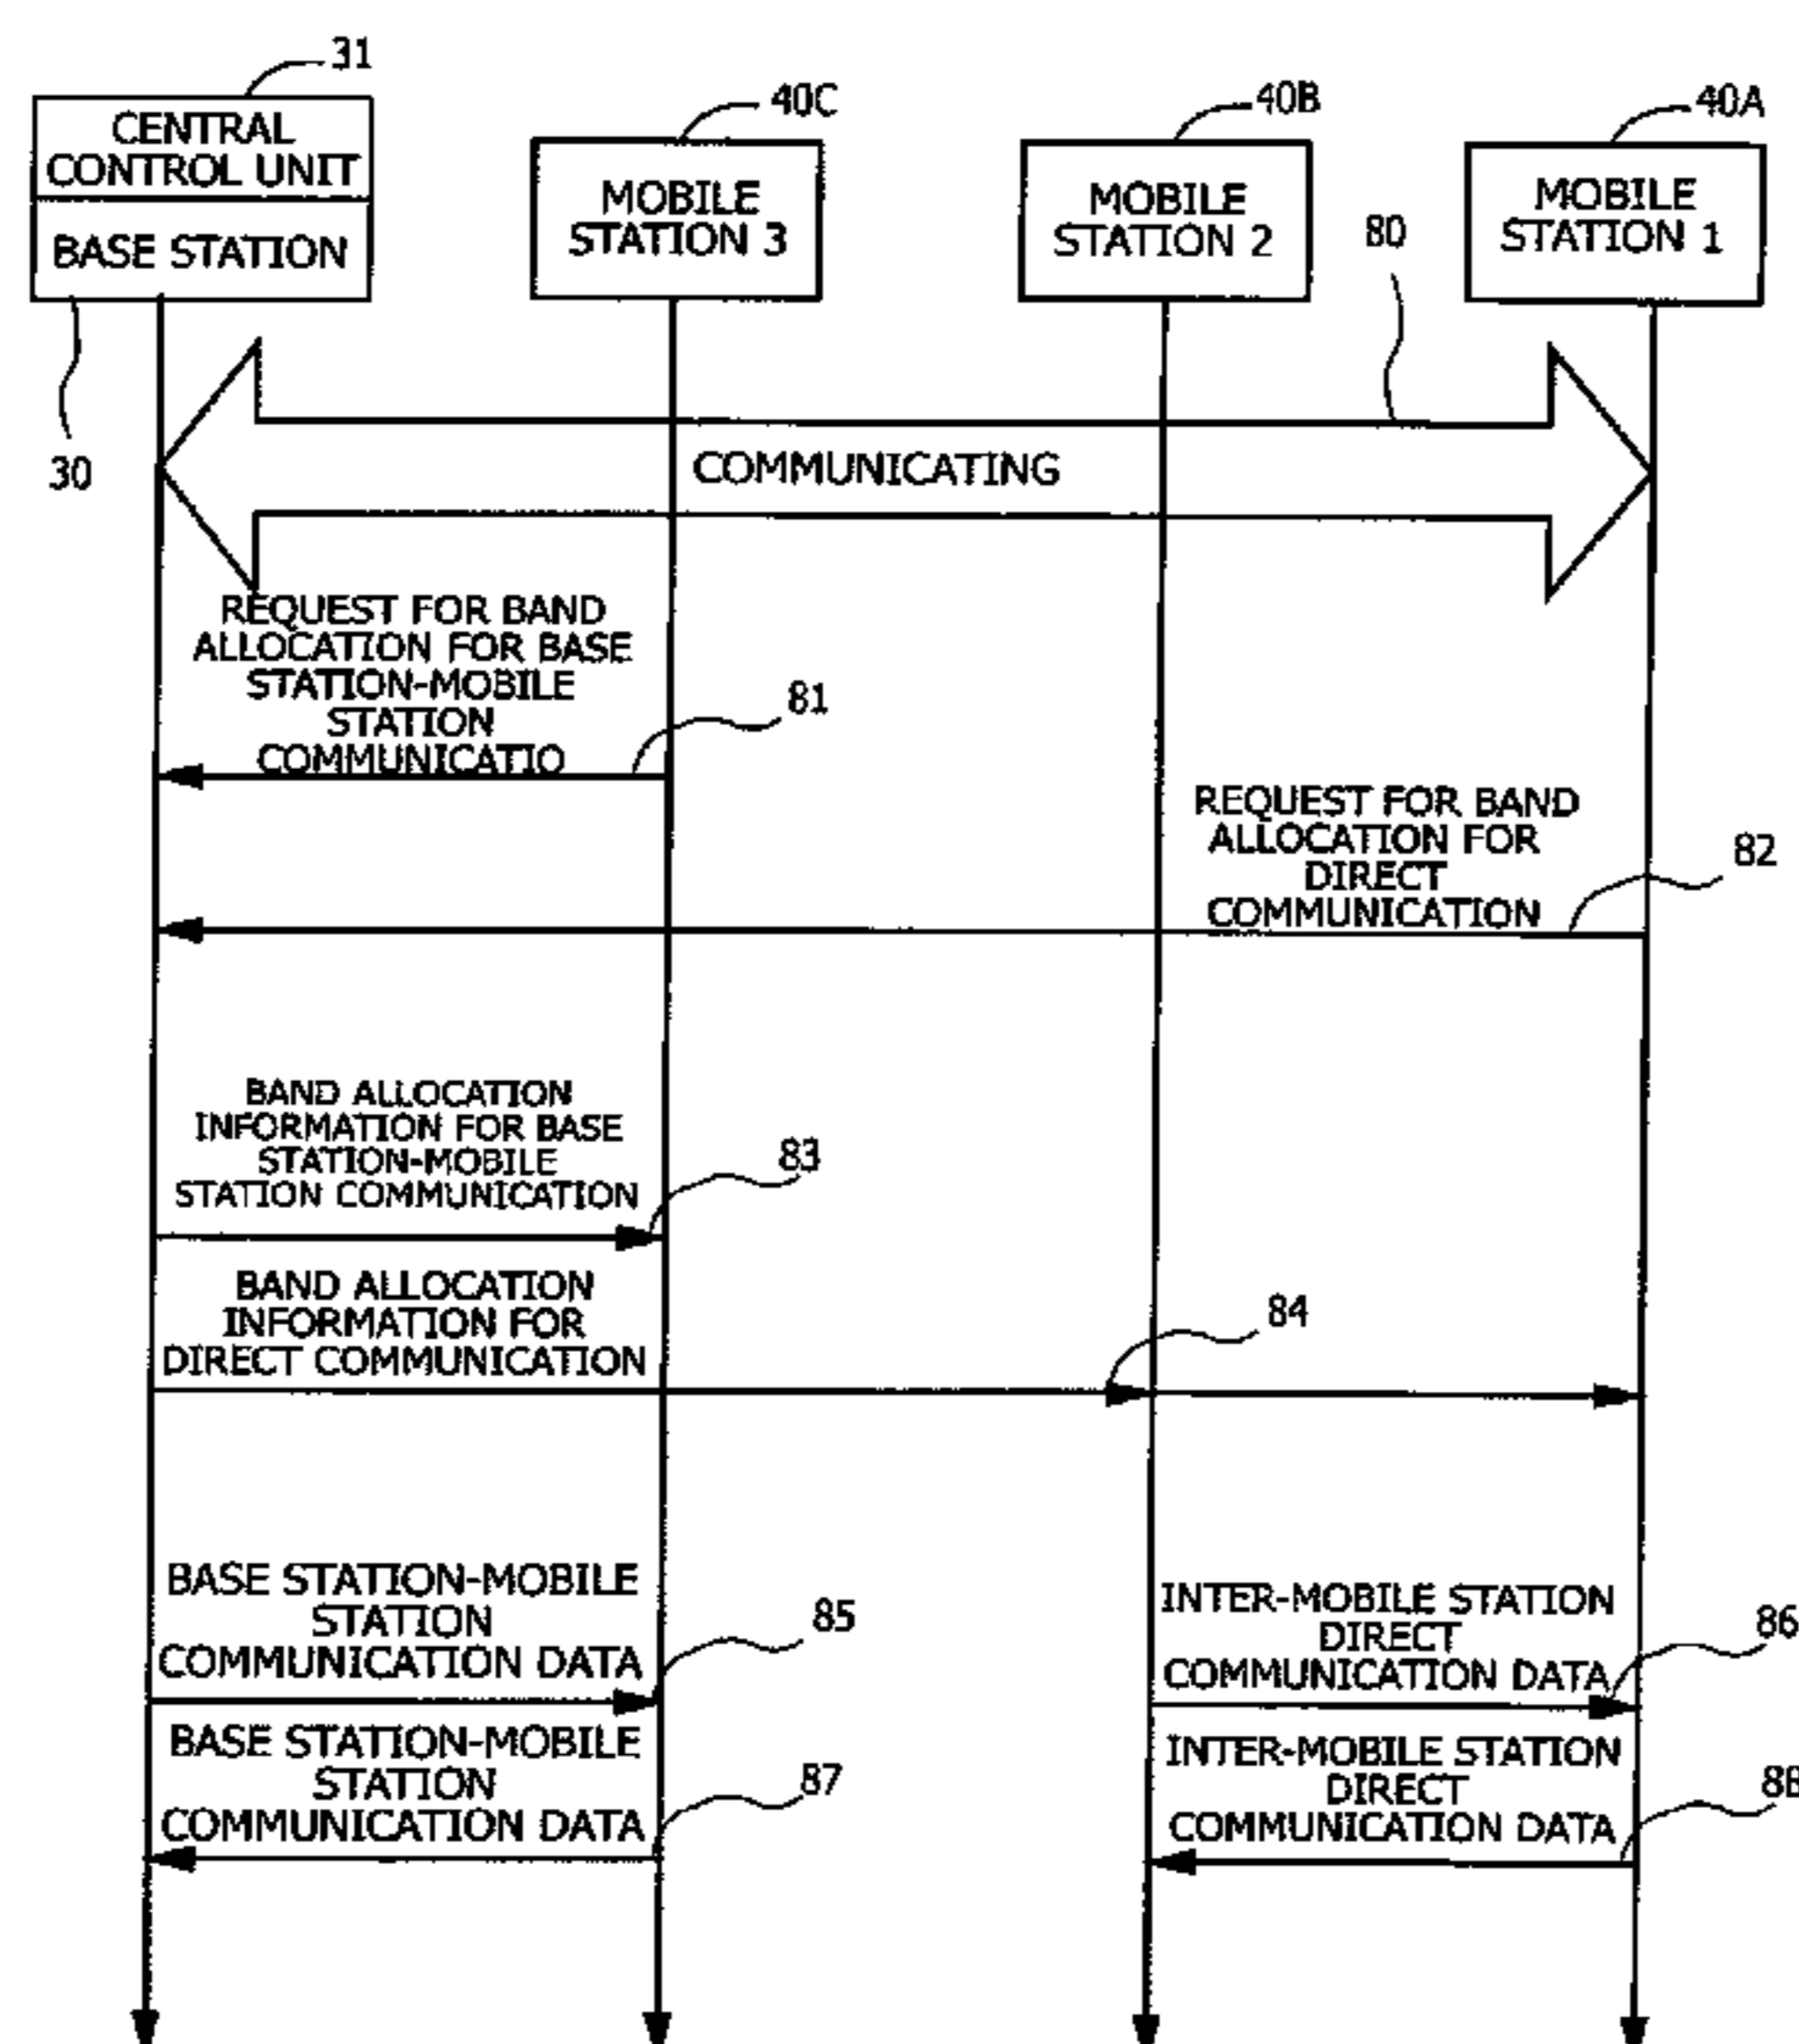 31
40C
40B
40A
CENTRAL
CONTROL UNIT
BASE STATION
MOBILE
STATION 3
MOBILE
STATION 2
MOBILE
STATION 1
80
30
COMMUNICATING
REQUEST FOR BAND
ALLOCATION FOR BASE
STATION-MOBILE
STATION
COMMUNICATIO
81
REQUEST FOR BAND
ALLOCATION FOR
DIRECT
COMMUNICATION
82
BAND ALLOCATION
INFORMATION FOR BASE
STATION-MOBILE
STATION COMMUNICATION
83
BAND ALLOCATION
INFORMATION FOR
DIRECT COMMUNICATION
84
BASE STATION-MOBILE
STATION
COMMUNICATION DATA
85
INTER-MOBILE STATION
DIRECT
COMMUNICATION DATA
86
BASE STATION-MOBILE
STATION
COMMUNICATION DATA
87
INTER-MOBILE STATION
DIRECT
COMMUNICATION DATA
88